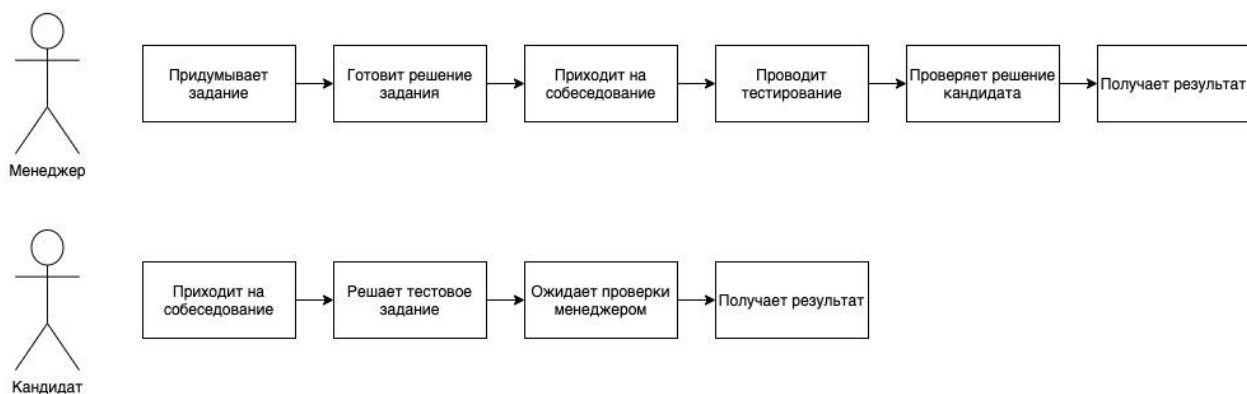 Придумывает
задание
Готовит решение
задания
Приходит на
собеседование
Проводит
тестирование
Проверяет решение
кандидата
Получает результат
Менеджер
Приходит на
собеседование
Решает тестовое
задание
Ожидает проверки
менеджером
Получает результат
Кандидат